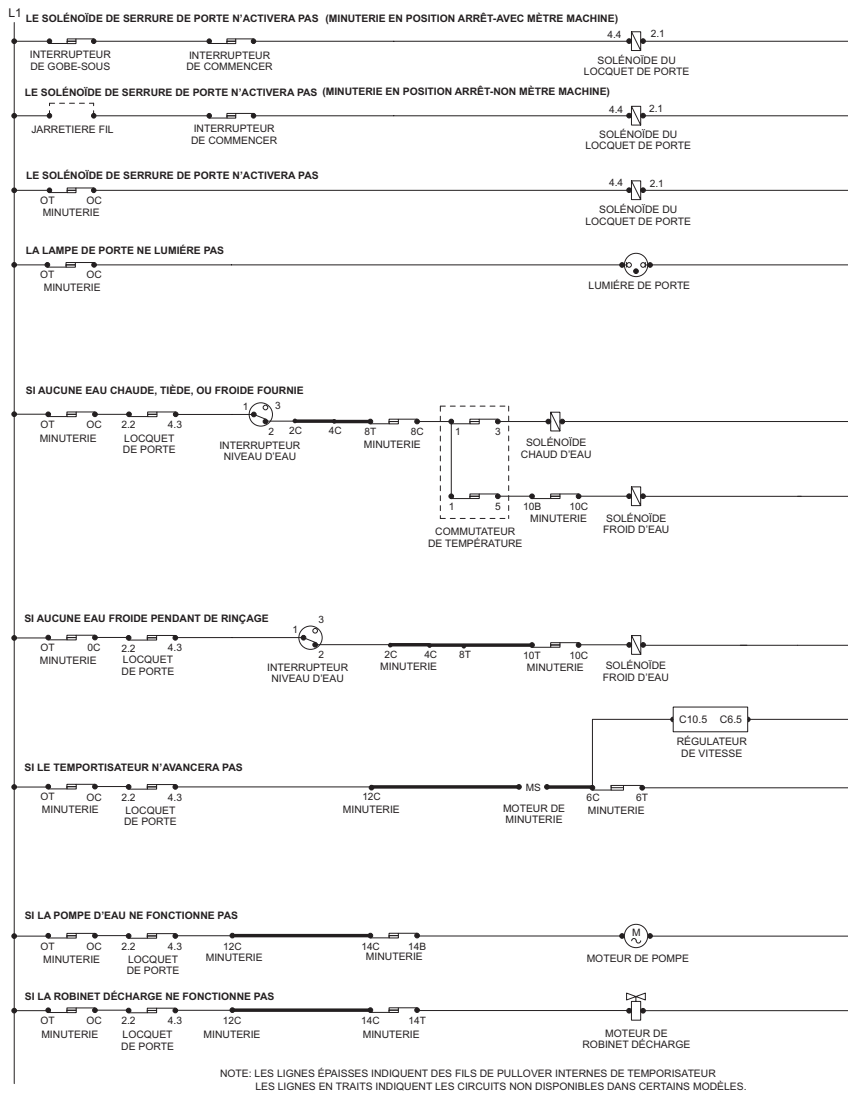 L1
LE SOLÉNOÏDE DE SERRURE DE PORTE N'ACTIVERA PAS (MINUTERIE EN POSITION ARRÊT-AVEC MÈTRE MACHINE)
4.4 2.1
INTERRUPTEUR INTERRUPTEUR SOLÉNOÏDE DU
DE GOBE-SOUS DE COMMENCER LOCQUET DE PORTE
LE SOLÉNOÏDE DE SERRURE DE PORTE N'ACTIVERA PAS (MINUTERIE EN POSITION ARRÊT-NON MÈTRE MACHINE)
4.4 2.1
JARRETIERE FIL INTERRUPTEUR SOLÉNOÏDE DU
DE COMMENCER LOCQUET DE PORTE
LE SOLÉNOÏDE DE SERRURE DE PORTE N'ACTIVERA PAS
4.4 2.1
OT OC SOLÉNOÏDE DU
MINUTERIE LOCQUET DE PORTE
LA LAMPE DE PORTE NE LUMIÉRE PAS
OT OC
MINUTERIE LUMIÉRE DE PORTE
SI AUCUNE EAU CHAUDE, TIÈDE, OU FROIDE FOURNIE
1 3
OT OC 2.2 4.3 2 2C 4C 8T 8C 1 3
MINUTERIE LOCQUET INTERRUPTEUR MINUTERIE SOLÉNOÏDE
DE PORTE NIVEAU D'EAU CHAUD D'EAU
1 5 10B 10C
MINUTERIE SOLÉNOÏDE
COMMUTATEUR FROID D'EAU
DE TEMPÉRATURE
SI AUCUNE EAU FROIDE PENDANT DE RINÇAGE
1 3
OT 0C 2.2 4.3 2 2C 4C 8T 10T 10C
MINUTERIE LOCQUET INTERRUPTEUR MINUTERIE MINUTERIE SOLÉNOÏDE
DE PORTE NIVEAU D'EAU FROID D'EAU
C10.5 C6.5
RÉGULATEUR
DE VITESSE
SI LE TEMPORTISATEUR N'AVANCERA PAS
MS
OT OC 2.2 4.3 12C 6C 6T
MINUTERIE LOCQUET MINUTERIE MOTEUR DE MINUTERIE
DE PORTE MINUTERIE
SI LA POMPE D'EAU NE FONCTIONNE PAS
M
OT OC 2.2 4.3 12C 14C 14B
MINUTERIE LOCQUET MINUTERIE MINUTERIE MOTEUR DE POMPE
DE PORTE
SI LA ROBINET DÉCHARGE NE FONCTIONNE PAS
OT OC 2.2 4.3 12C 14C 14T
MINUTERIE LOCQUET MINUTERIE MINUTERIE MOTEUR DE
DE PORTE ROBINET DÉCHARGE
NOTE: LES LIGNES ÉPAISSES INDIQUENT DES FILS DE PULLOVER INTERNES DE TEMPORISATEUR
LES LIGNES EN TRAITS INDIQUENT LES CIRCUITS NON DISPONIBLES DANS CERTAINS MODÈLES.